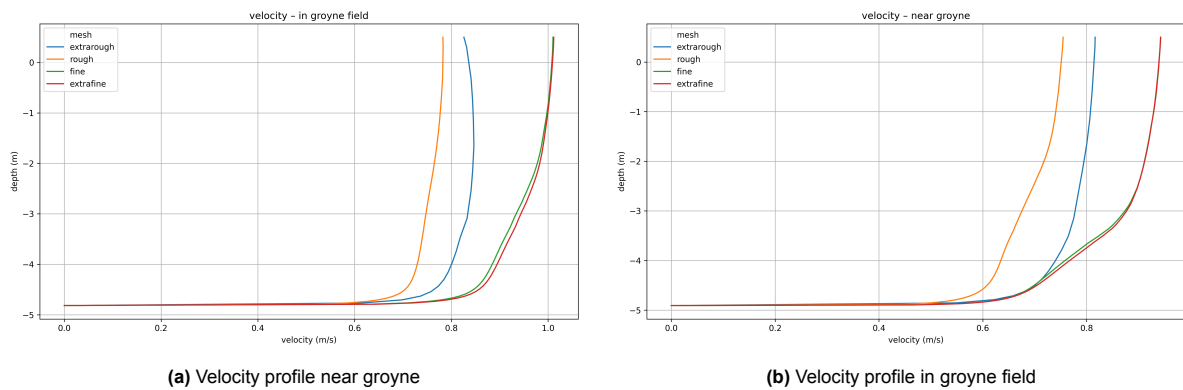 velocity – in groyne field
mesh
extrarough
rough
fine
extrafine
depth (m)
0
−1
−2
−3
−4
−5
0.0
0.2
0.4
0.6
0.8
1.0
velocity (m/s)
(a) Velocity profile near groyne
velocity – near groyne
mesh
extrarough
rough
fine
extrafine
depth (m)
0
−1
−2
−3
−4
−5
0.0
0.2
0.4
0.6
0.8
velocity (m/s)
(b) Velocity profile in groyne field